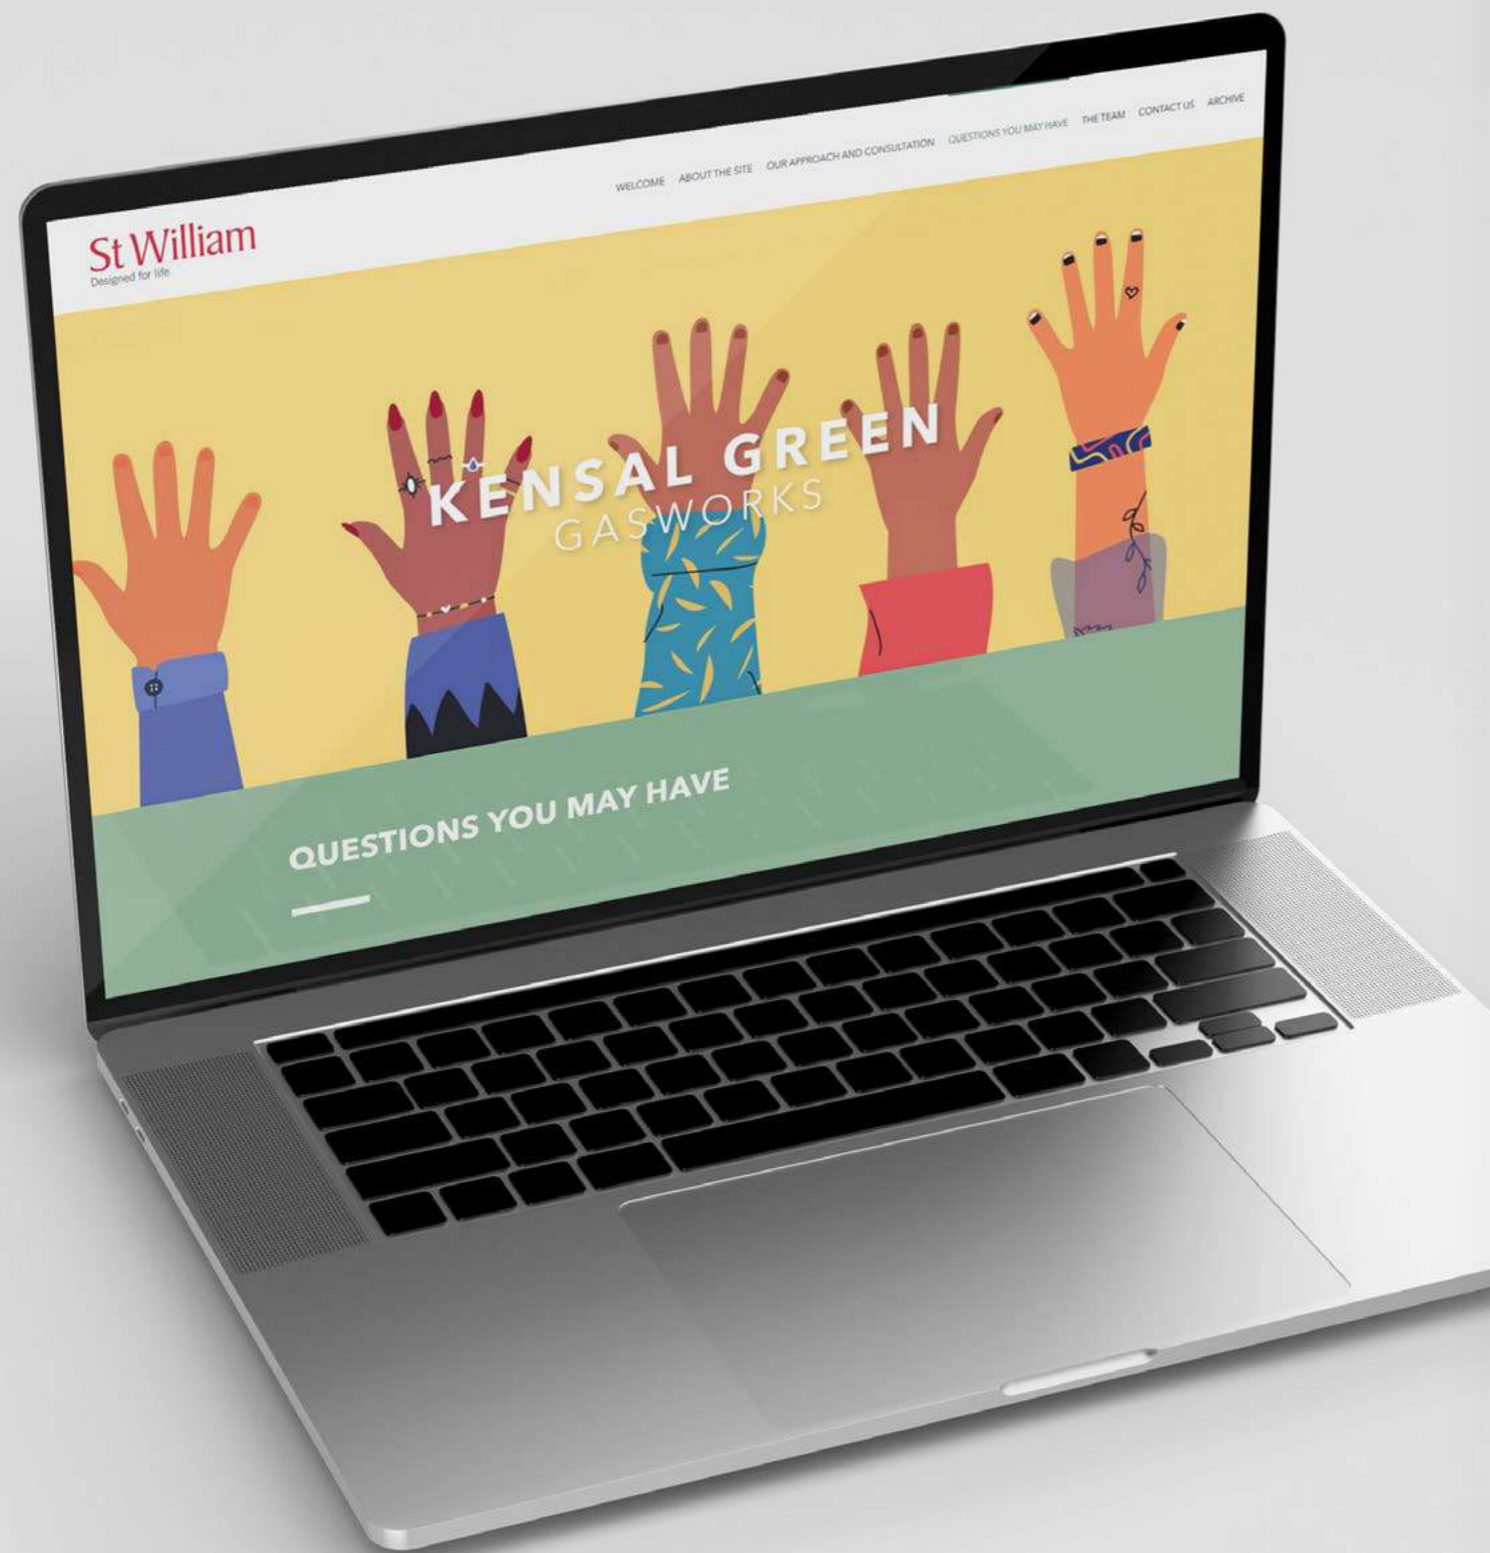 St William
Designed for life
WELCOME ABOUT THE SITE OUR APPROACH AND CONSULTATION QUESTIONS YOU MAY HAVE THE TEAM CONTACT US ARCHIVE
KENSAL GREEN
GASWORKS
QUESTIONS YOU MAY HAVE